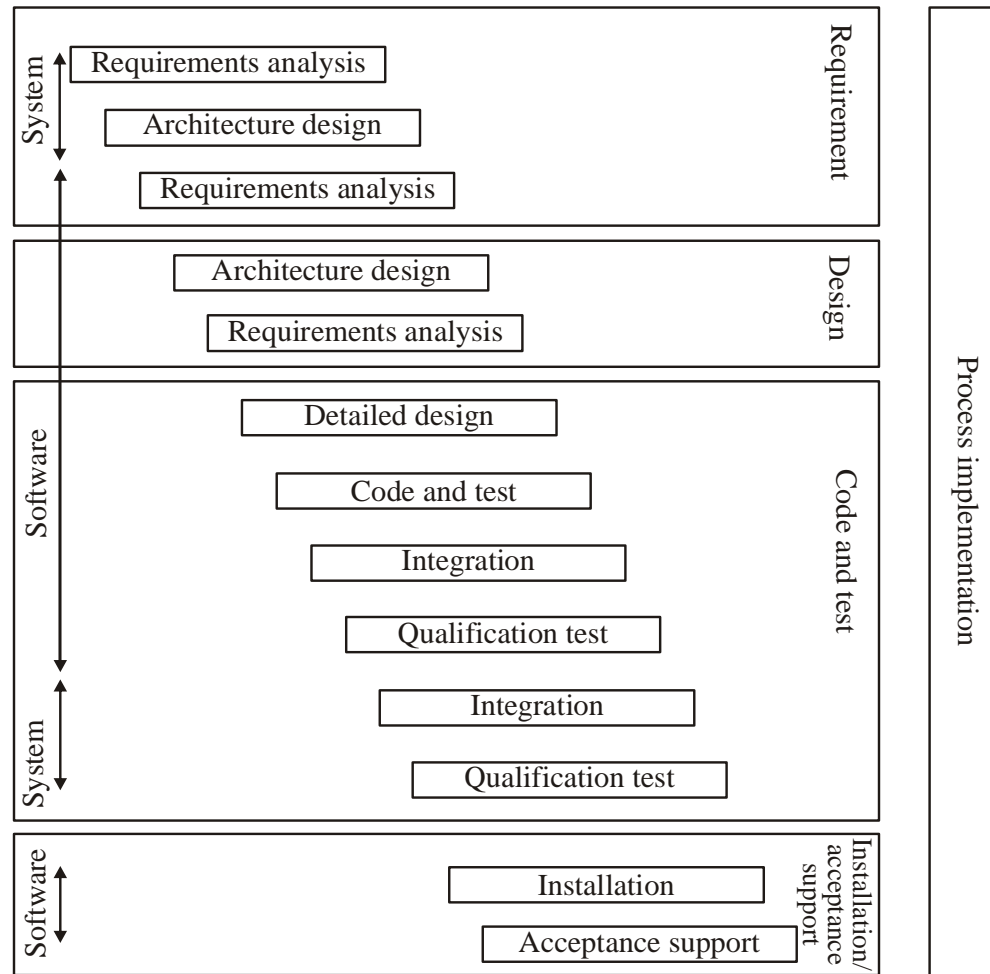 System
Requirements analysis
Architecture design
Requirements analysis
Requirement
Software
Architecture design
Requirements analysis
Design
Detailed design
Code and test
Integration
Qualification test
Code and test
System
Integration
Qualification test
Software
Installation
Acceptance support
Installation/
acceptance
support
Process implementation